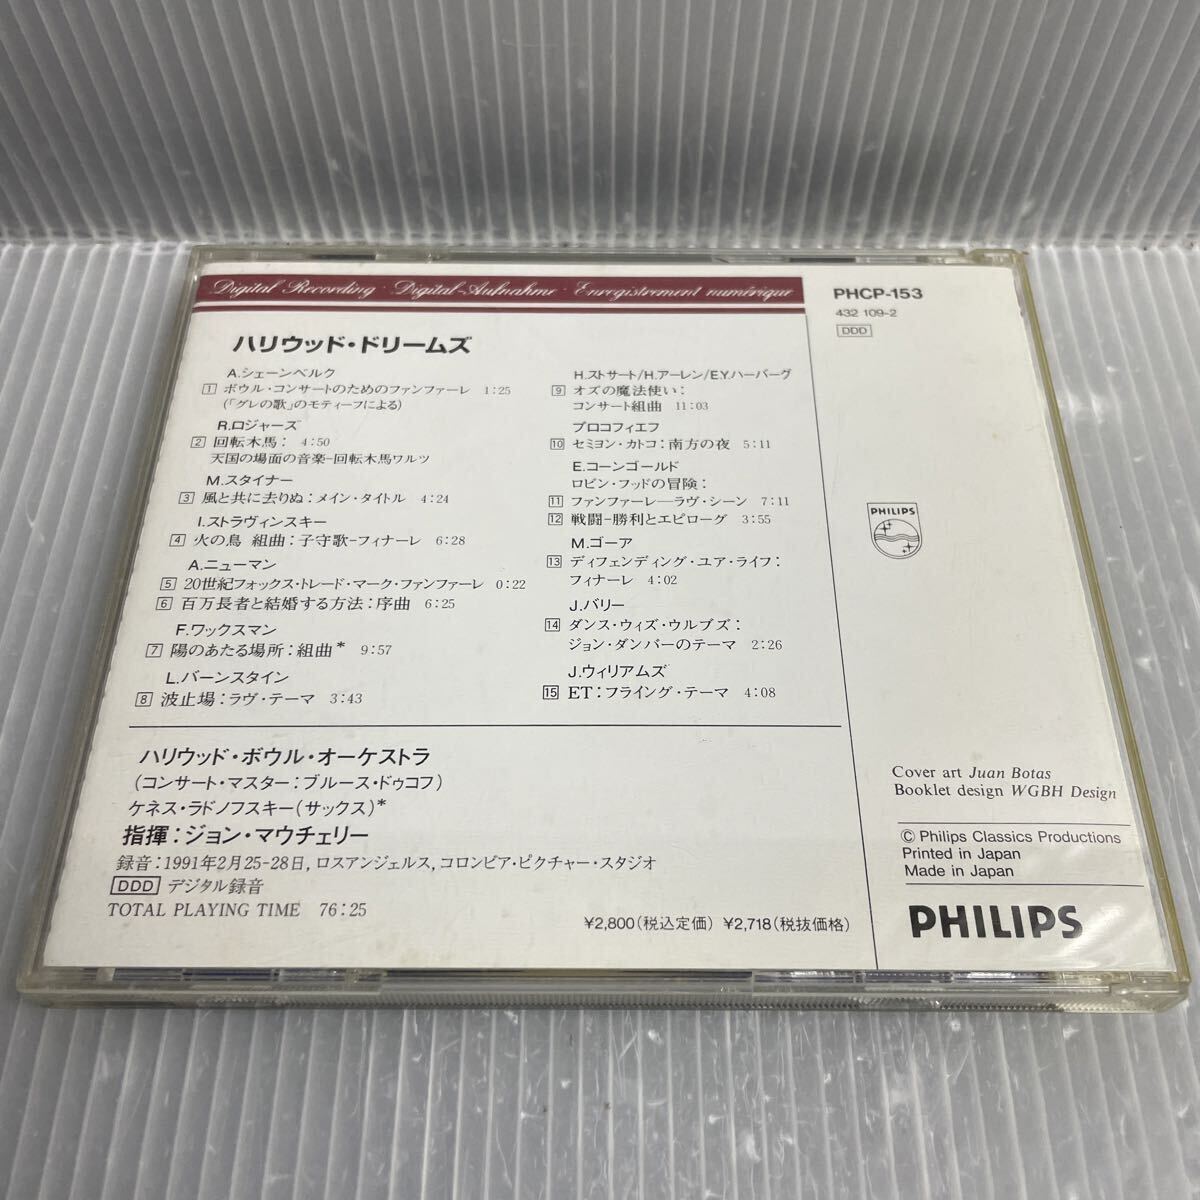 Digital Recording · Digital-Aufnahme · Enregistrement numérique
ハリウッド・ドリームズ
A.シェーンベルク
1 ボウル・コンサートのためのファンファーレ 1:25
(「グレの歌」のモティーフによる)
R.ロジャーズ
2 回転木馬: 4:50
天国の場面の音楽-回転木馬ワルツ
M.スタイナー
3 風と共に去りぬ:メイン・タイトル 4:24
I.ストラヴィンスキー
4 火の鳥 組曲:子守歌-フィナーレ 6:28
A.ニューマン
5 20世紀フォックス・トレード・マーク・ファンファーレ 0:22
6 百万長者と結婚する方法:序曲 6:25
F.ワックスマン
7 陽のあたる場所:組曲* 9:57
L.バーンスタイン
8 波止場:ラヴ・テーマ 3:43
H.ストサート/H.アーレン/E.Y.ハーバーグ
9 オズの魔法使い:
コンサート組曲 11:03
プロコフィエフ
10 セミヨン・カトコ:南方の夜 5:11
E.コーンゴールド
ロビン・フッドの冒険:
11 ファンファーレ―ラヴ・シーン 7:11
12 戦闘-勝利とエピローグ 3:55
M.ゴーア
13 ディフェンディング・ユア・ライフ:
フィナーレ 4:02
J.バリー
14 ダンス・ウィズ・ウルブズ:
ジョン・ダンバーのテーマ 2:26
J.ウィリアムズ
15 ET:フライング・テーマ 4:08
ハリウッド・ボウル・オーケストラ
(コンサート・マスター:ブルース・ドゥコフ)
ケネス・ラドノフスキー(サックス)*
指揮:ジョン・マウチェリー
録音:1991年2月25-28日,ロスアンジェルス,コロンビア・ピクチャー・スタジオ
DDD デジタル録音
TOTAL PLAYING TIME 76:25
¥2,800(税込定価) ¥2,718(税抜価格)
PHCP-153
432 109-2
DDD
PHILIPS
Cover art Juan Botas
Booklet design WGBH Design
© Philips Classics Productions
Printed in Japan
Made in Japan
PHILIPS